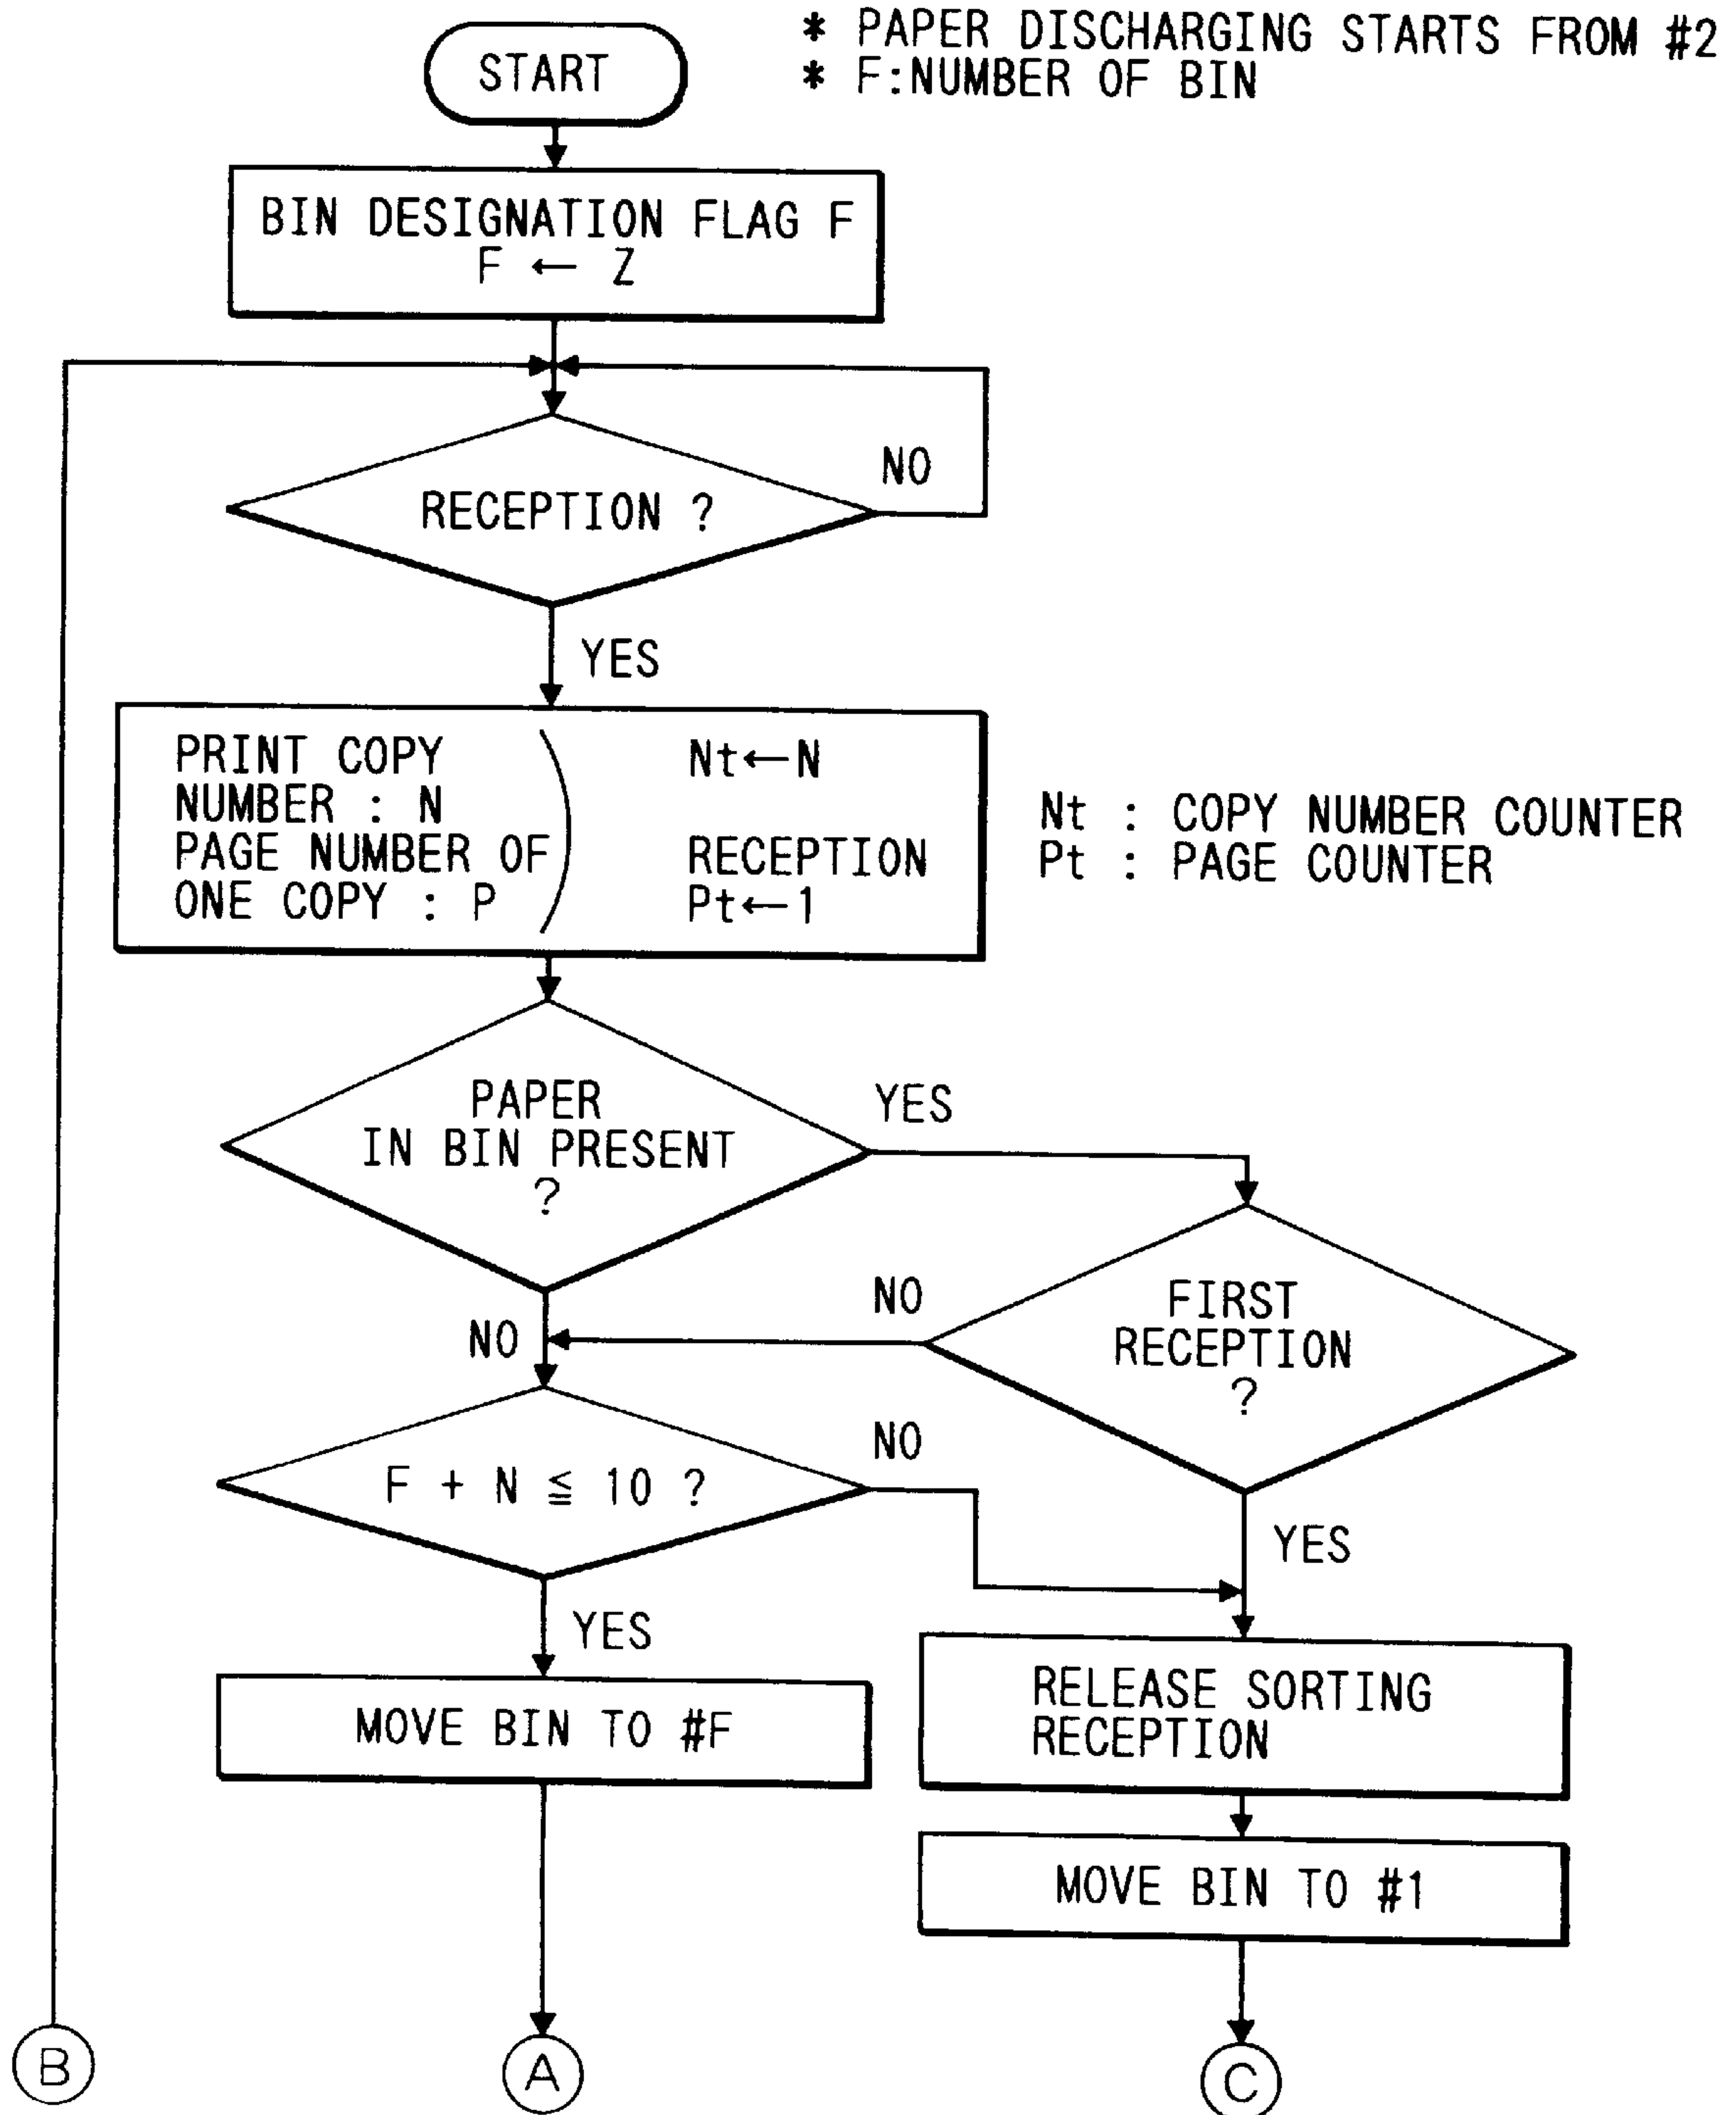 * PAPER DISCHARGING STARTS FROM #2
* F:NUMBER OF BIN
START
BIN DESIGNATION FLAG F
F ← Z
RECEPTION ?
NO
YES
PRINT COPY
NUMBER : N
PAGE NUMBER OF
ONE COPY : P
Nt←N
RECEPTION
Pt←1
Nt : COPY NUMBER COUNTER
Pt : PAGE COUNTER
PAPER
IN BIN PRESENT
?
YES
NO
FIRST
RECEPTION
?
NO
YES
F + N ≦ 10 ?
NO
YES
MOVE BIN TO #F
RELEASE SORTING
RECEPTION
MOVE BIN TO #1
B
A
C